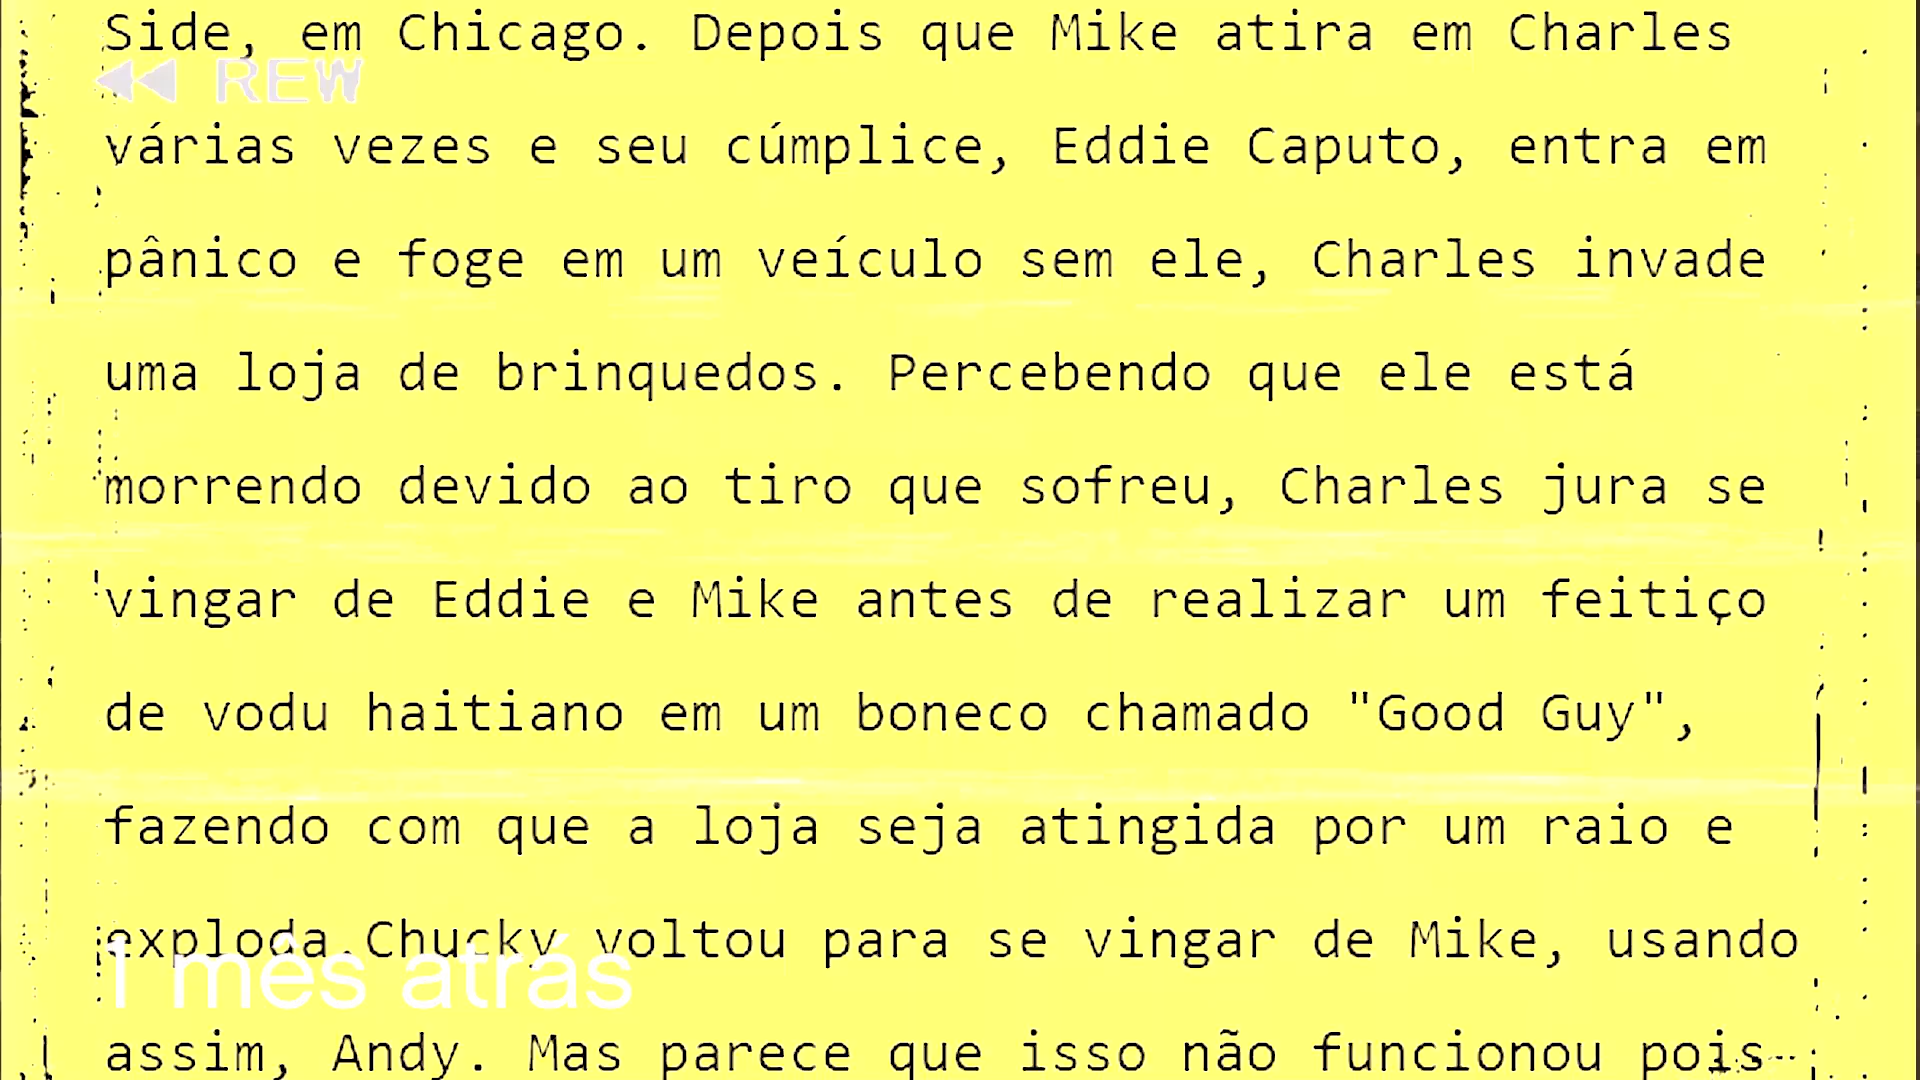 Side, em Chicago. Depois que Mike atira em Charles
REW
várias vezes e seu cúmplice, Eddie Caputo, entra em
pânico e foge em um veículo sem ele, Charles invade
uma loja de brinquedos. Percebendo que ele está
morrendo devido ao tiro que sofreu, Charles jura se
vingar de Eddie e Mike antes de realizar um feitiço
de vodu haitiano em um boneco chamado "Good Guy",
fazendo com que a loja seja atingida por um raio e
exploda.Chucky voltou para se vingar de Mike, usando
1 mês atrás
assim, Andy. Mas parece que isso não funcionou pois